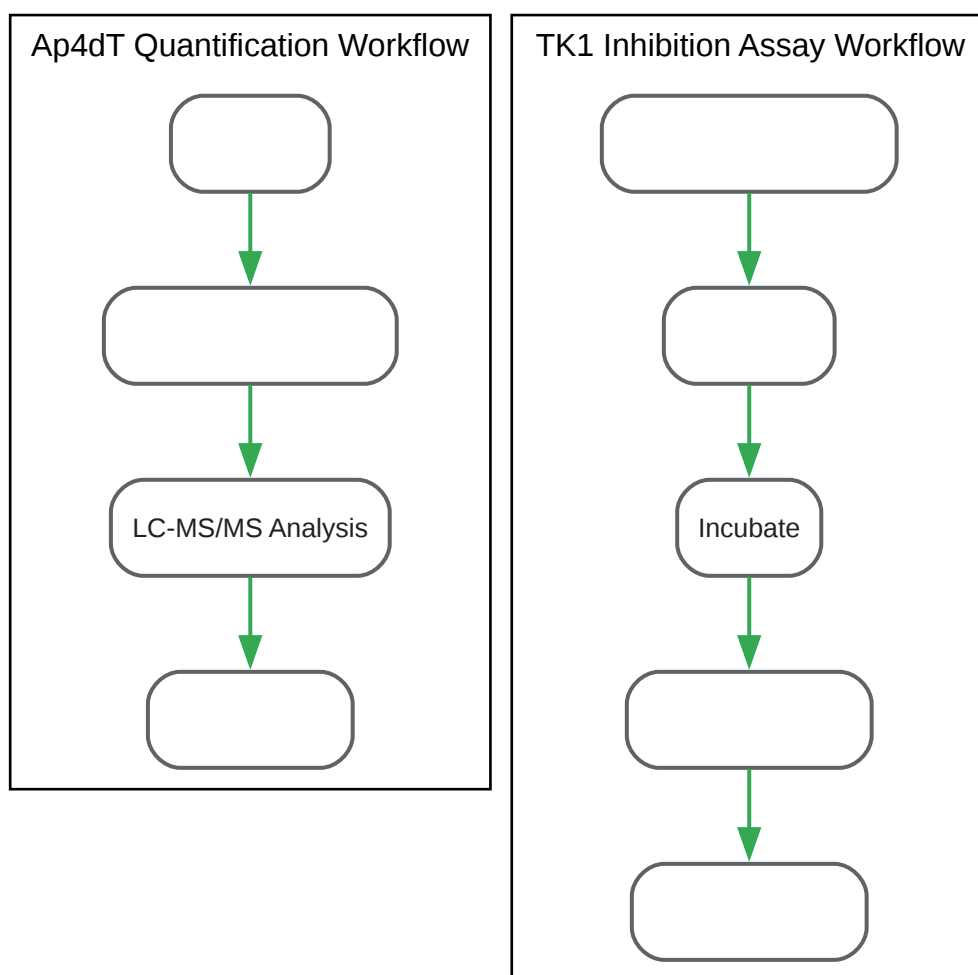 Ap4dT Quantification Workflow
LC-MS/MS Analysis
TK1 Inhibition Assay Workflow
Incubate